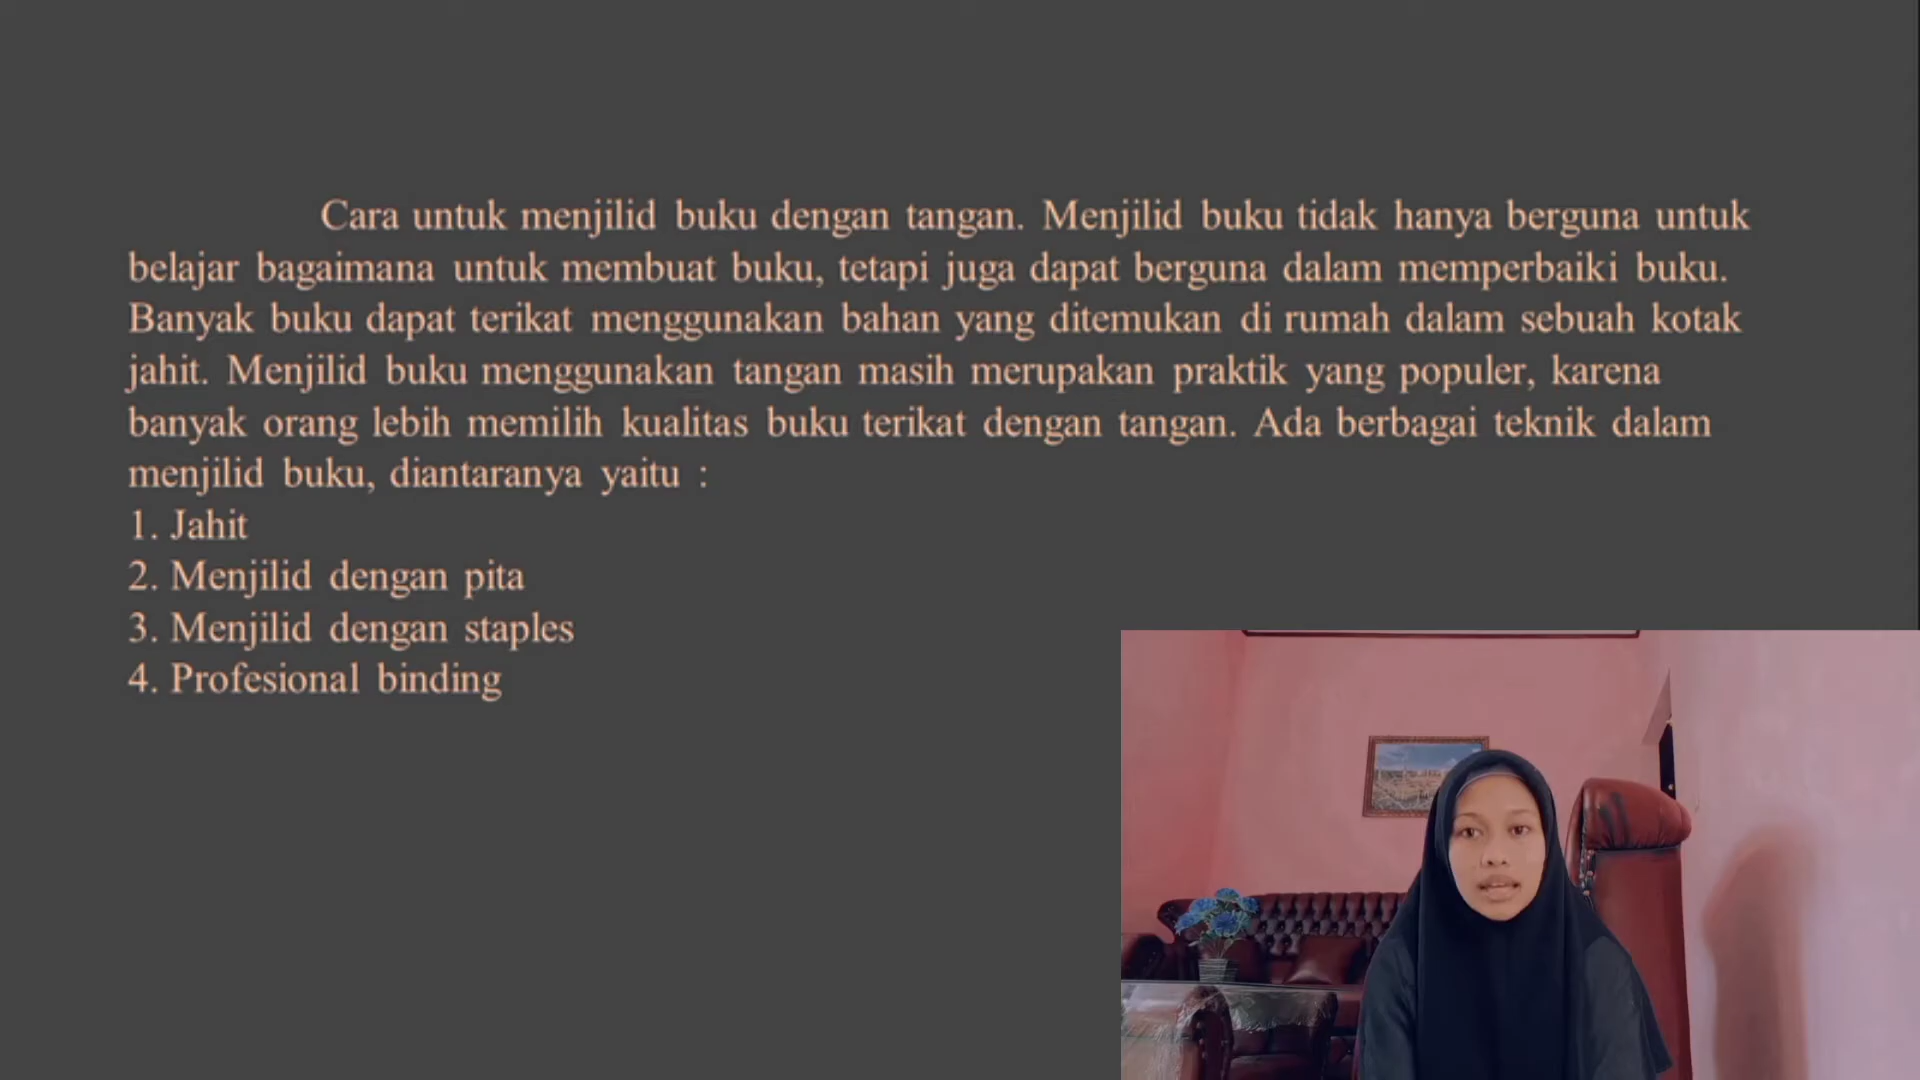 Cara untuk menjilid buku dengan tangan. Menjilid buku tidak hanya berguna untuk
belajar bagaimana untuk membuat buku, tetapi juga dapat berguna dalam memperbaiki buku.
Banyak buku dapat terikat menggunakan bahan yang ditemukan di rumah dalam sebuah kotak
jahit. Menjilid buku menggunakan tangan masih merupakan praktik yang populer, karena
banyak orang lebih memilih kualitas buku terikat dengan tangan. Ada berbagai teknik dalam
menjilid buku, diantaranya yaitu :
1. Jahit
2. Menjilid dengan pita
3. Menjilid dengan staples
4. Profesional binding